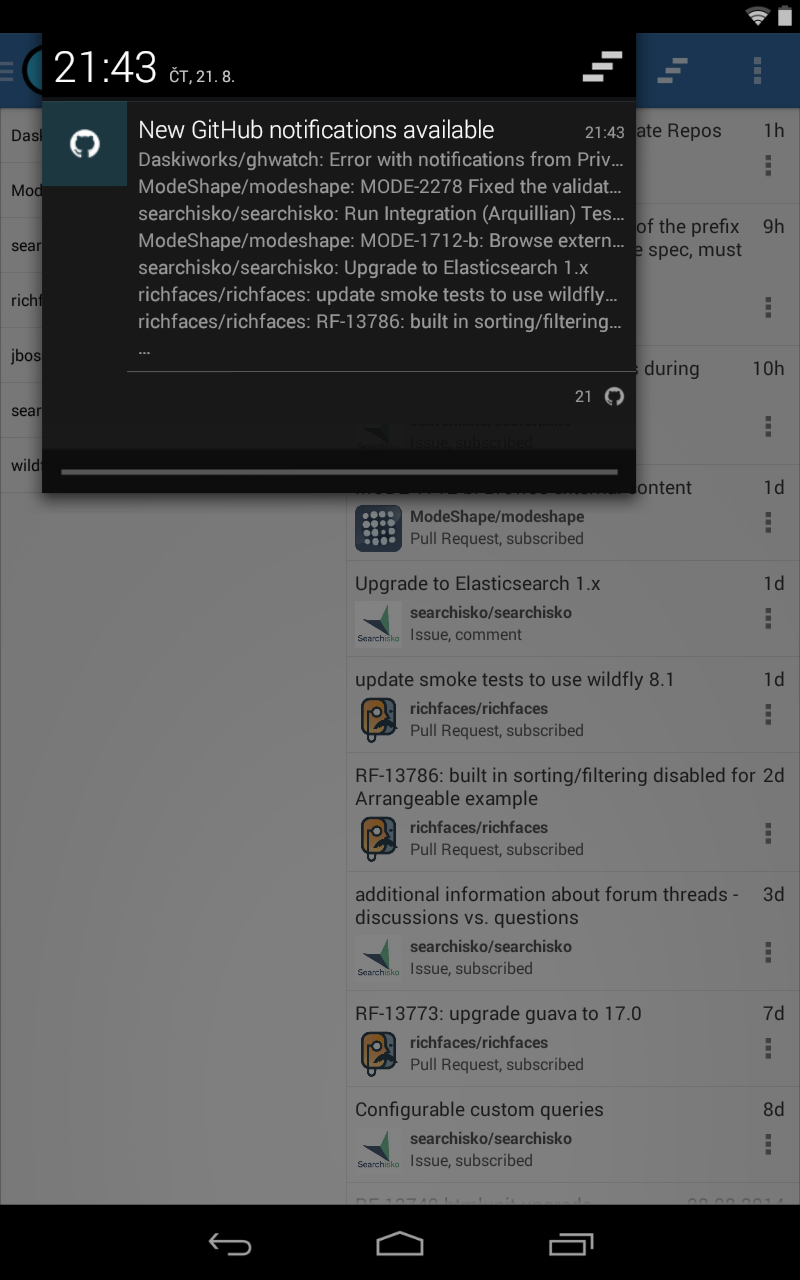 21:43 ČT, 21. 8.
New GitHub notifications available 21:43
Daskiworks/ghwatch: Error with notifications from Priv...
ModeShape/modeshape: MODE-2278 Fixed the validat...
searchisko/searchisko: Run Integration (Arquillian) Tes...
ModeShape/modeshape: MODE-1712-b: Browse extern...
searchisko/searchisko: Upgrade to Elasticsearch 1.x
richfaces/richfaces: update smoke tests to use wildfly...
richfaces/richfaces: RF-13786: built in sorting/filtering...
...
21
Dask
Mod
sear
richf
jbos
sear
wildf
ate Repos 1h
of the prefix 9h
e spec, must
s during 10h
Issue, subscribed
content 1d
ModeShape/modeshape
Pull Request, subscribed
Upgrade to Elasticsearch 1.x 1d
Searchisko
searchisko/searchisko
Issue, comment
update smoke tests to use wildfly 8.1 1d
richfaces/richfaces
Pull Request, subscribed
RF-13786: built in sorting/filtering disabled for 2d
Arrangeable example
richfaces/richfaces
Pull Request, subscribed
additional information about forum threads - 3d
discussions vs. questions
Searchisko
searchisko/searchisko
Issue, subscribed
RF-13773: upgrade guava to 17.0 7d
richfaces/richfaces
Pull Request, subscribed
Configurable custom queries 8d
Searchisko
searchisko/searchisko
Issue, subscribed